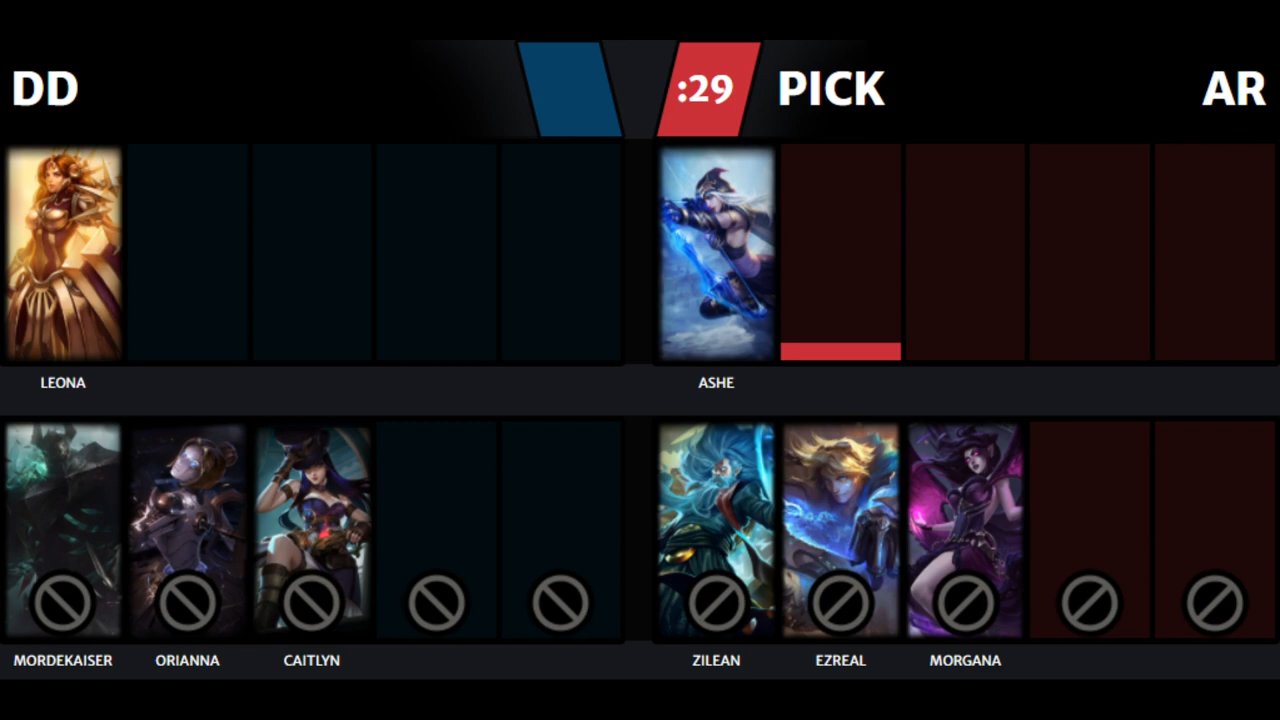 DD
:29 PICK
AR
LEONA
ASHE
MORDEKAISER
ORIANNA
CAITLYN
ZILEAN
EZREAL
MORGANA